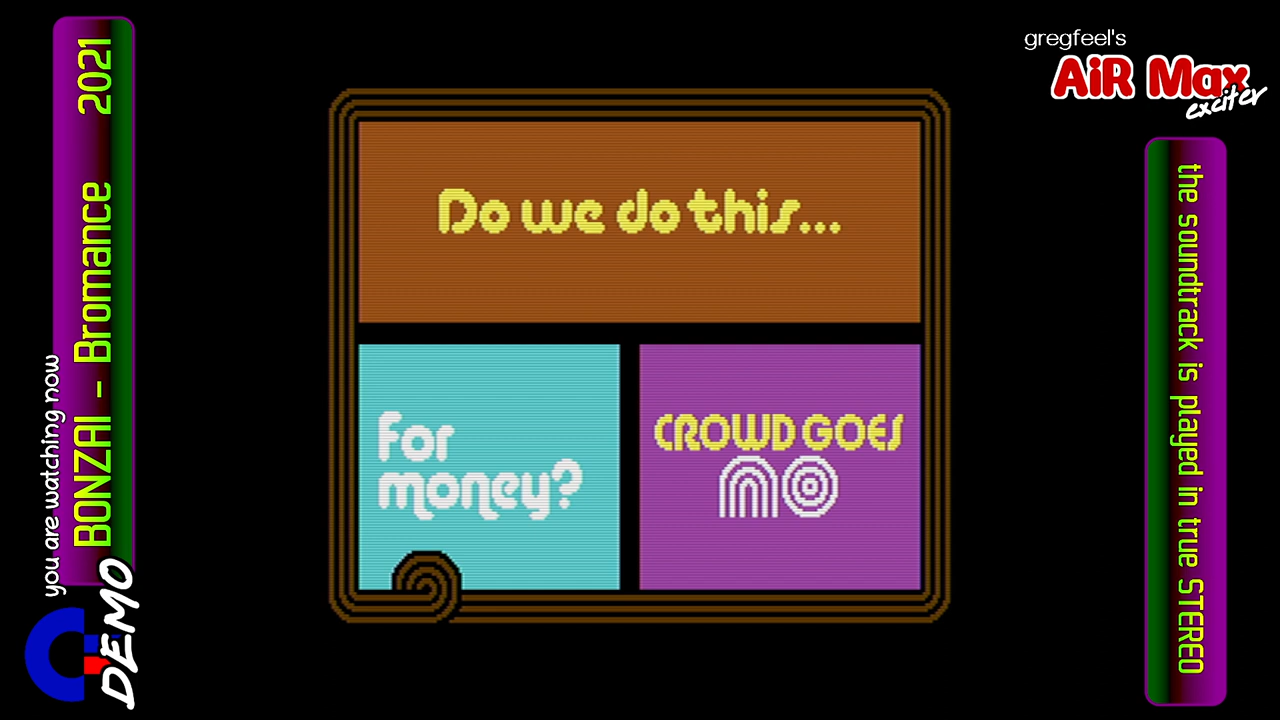 you are watching now
BONZAI - Bromance 2021
DEMO
gregfeel's
AiR Max
exciter
Do we do this...
For
money?
CROWD GOES
NO
the soundtrack is played in true STEREO